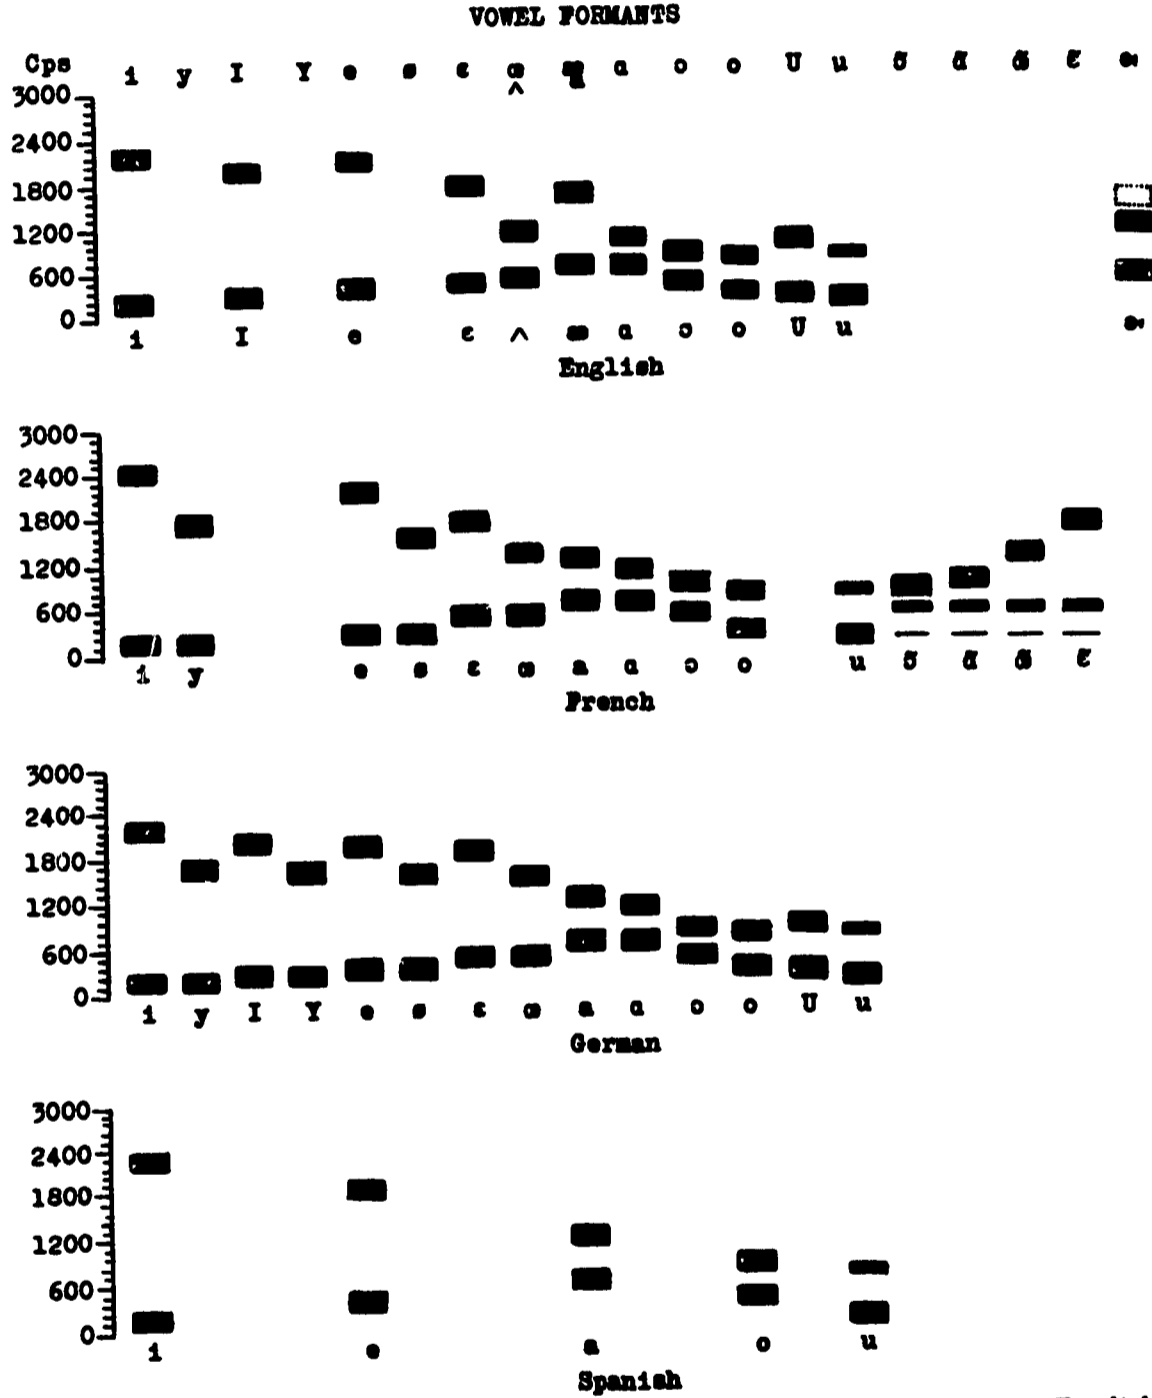 VOWEL FORMANTS
Cps i y I Y e ø ɛ œ æ ɑ ɔ o U u ɔ̃ ɑ̃ œ̃ ɛ̃ ɚ
ʌ a
3000
2400
1800
1200
600
0
i I e ɛ ʌ æ ɑ ɔ o U u ɚ
English
3000
2400
1800
1200
600
0
i y e ø ɛ œ a ɑ ɔ o u ɔ̃ ɑ̃ œ̃ ɛ̃
French
3000
2400
1800
1200
600
0
i y I Y e ø ɛ œ a ɑ ɔ o U u
German
3000
2400
1800
1200
600
0
i e a o u
Spanish